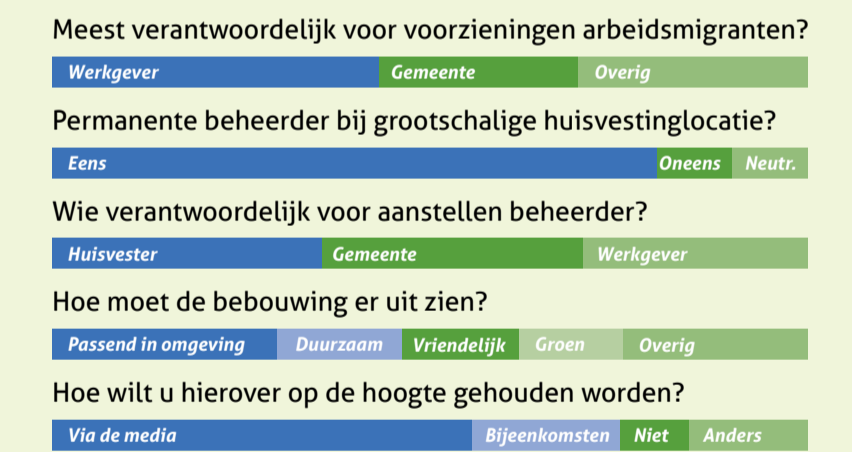 Meest verantwoordelijk voor voorzieningen arbeidsmigranten?
Werkgever Gemeente Overig
Permanente beheerder bij grootschalige huisvestinglocatie?
Eens Oneens Neutr.
Wie verantwoordelijk voor aanstellen beheerder?
Huisvester Gemeente Werkgever
Hoe moet de bebouwing er uit zien?
Passend in omgeving Duurzaam Vriendelijk Groen Overig
Hoe wilt u hierover op de hoogte gehouden worden?
Via de media Bijeenkomsten Niet Anders